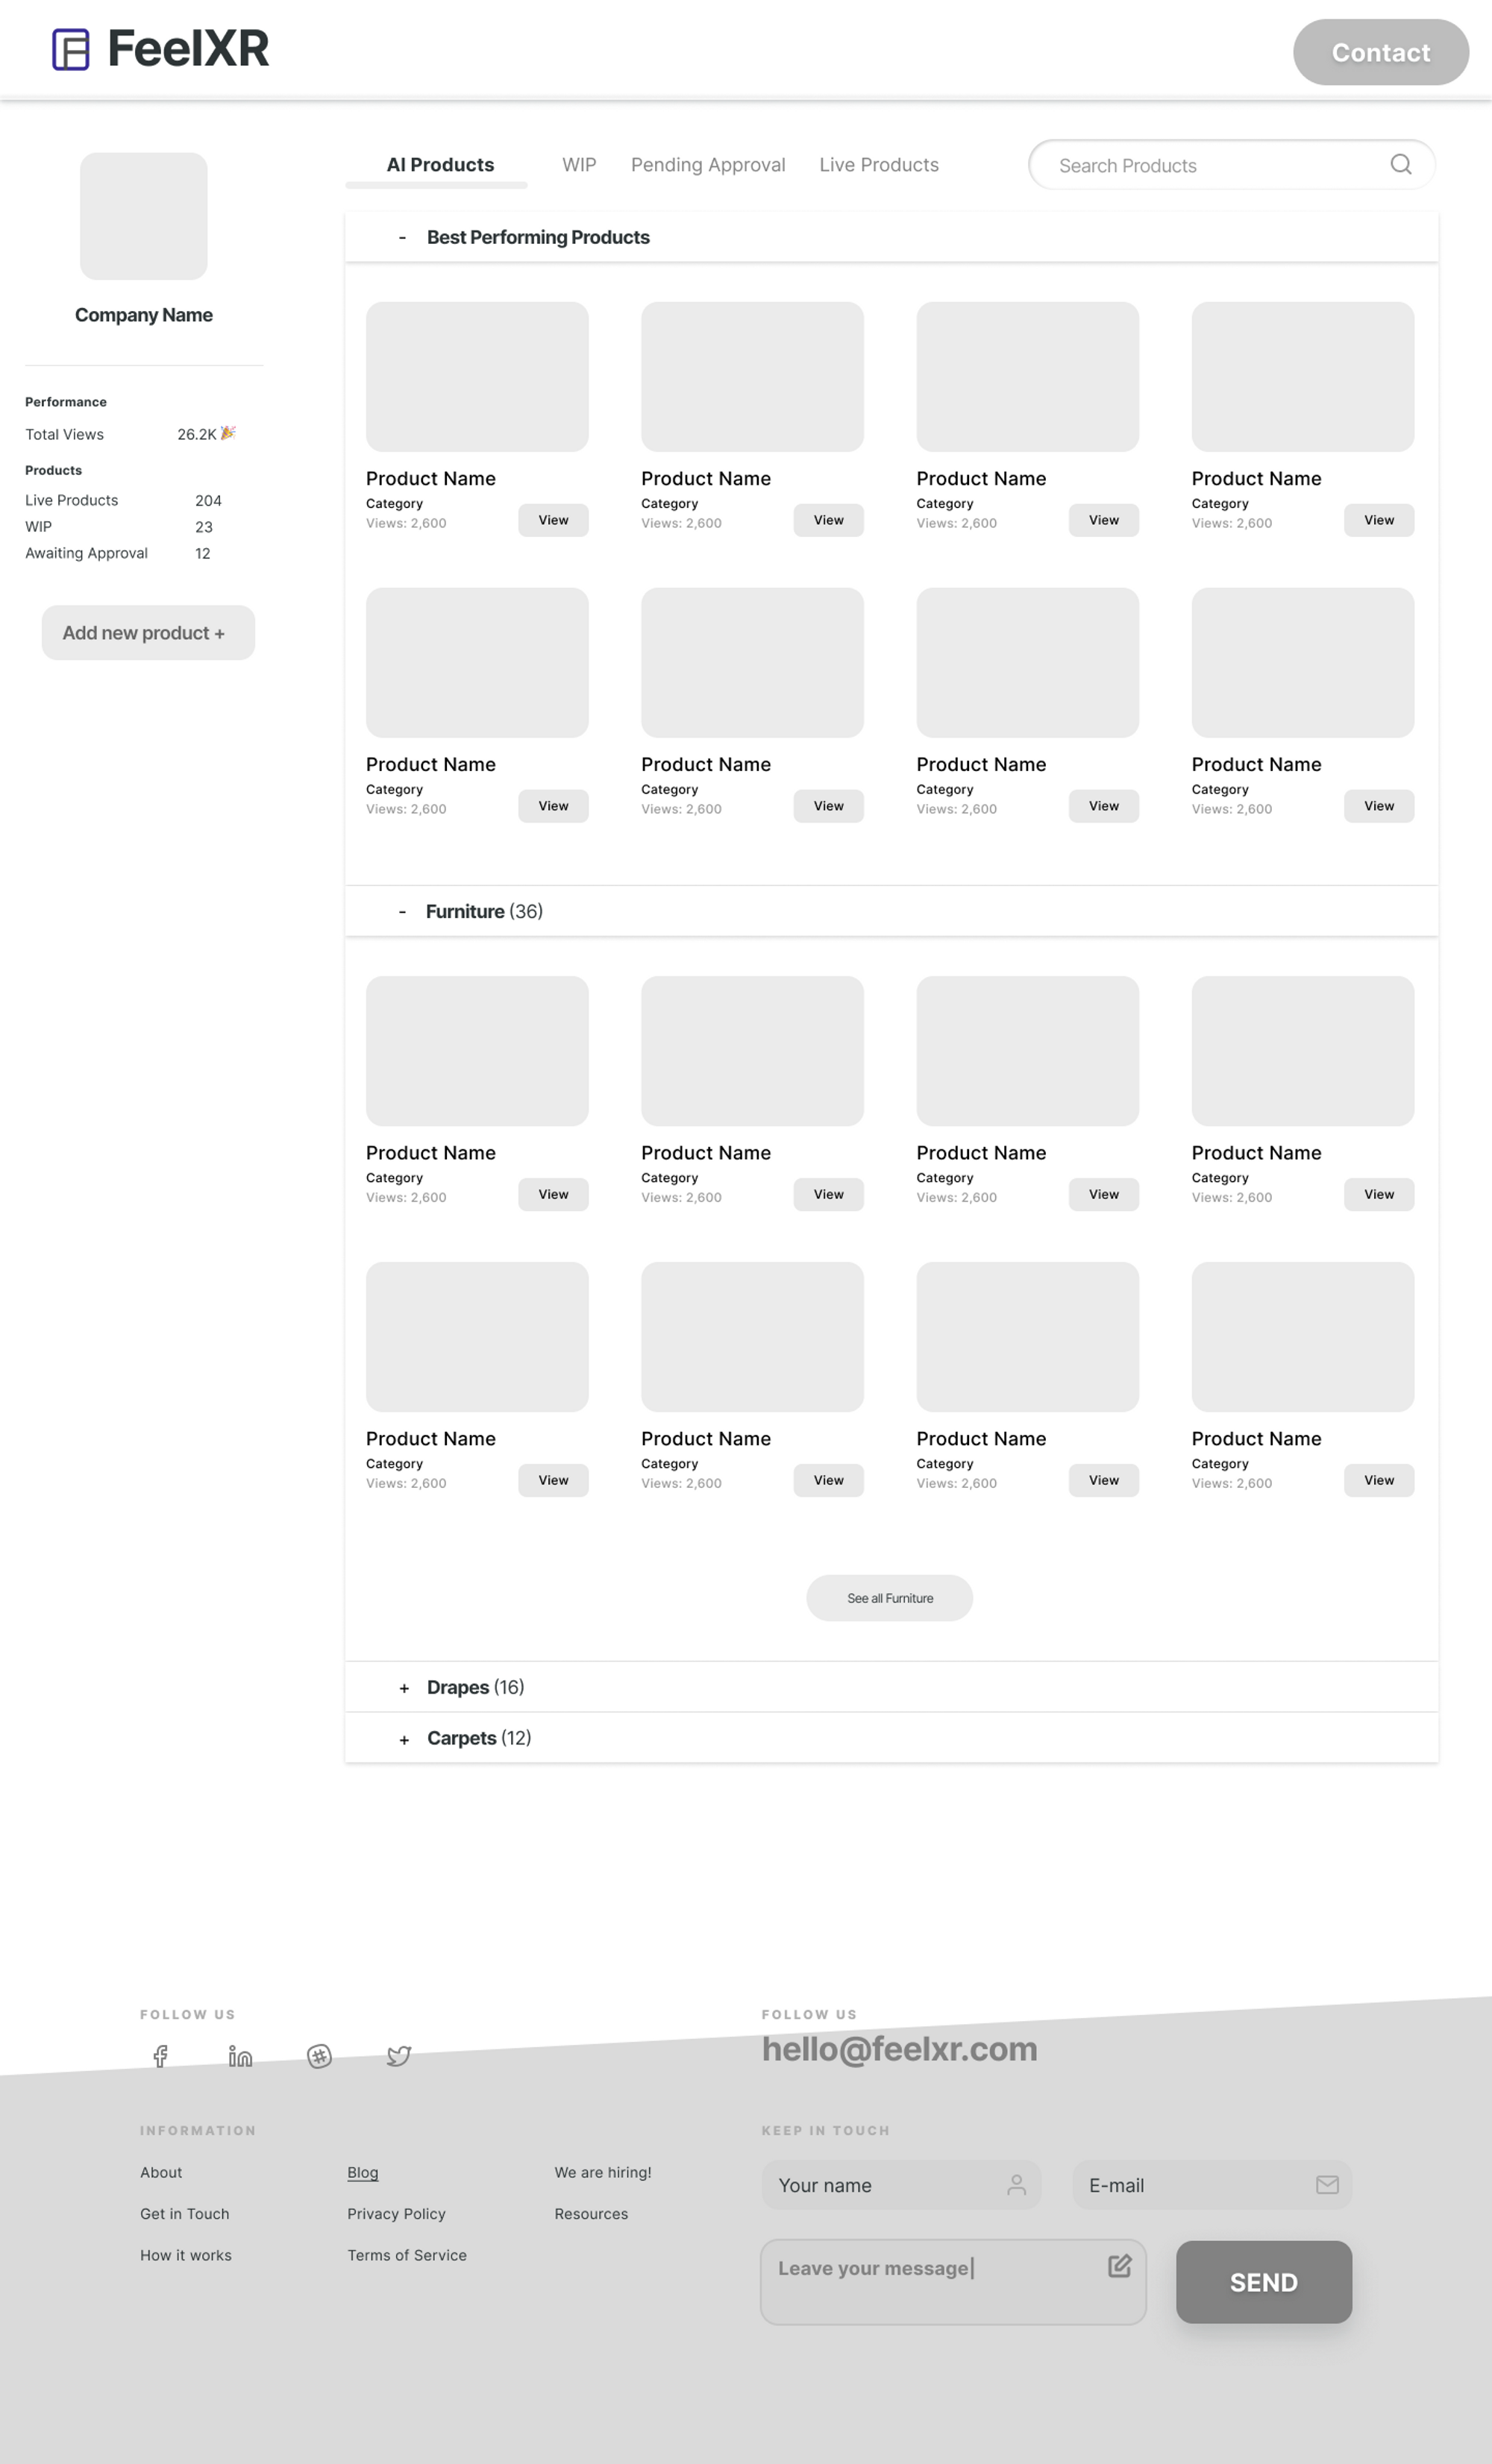 FeelXR
Contact
AI Products
WIP
Pending Approval
Live Products
Search Products
Company Name
Performance
Total Views 26.2K
Products
Live Products 204
WIP 23
Awaiting Approval 12
Add new product +
- Best Performing Products
Product Name
Category
Views: 2,600
View
Product Name
Category
Views: 2,600
View
Product Name
Category
Views: 2,600
View
Product Name
Category
Views: 2,600
View
Product Name
Category
Views: 2,600
View
Product Name
Category
Views: 2,600
View
Product Name
Category
Views: 2,600
View
Product Name
Category
Views: 2,600
View
- Furniture (36)
Product Name
Category
Views: 2,600
View
Product Name
Category
Views: 2,600
View
Product Name
Category
Views: 2,600
View
Product Name
Category
Views: 2,600
View
Product Name
Category
Views: 2,600
View
Product Name
Category
Views: 2,600
View
Product Name
Category
Views: 2,600
View
Product Name
Category
Views: 2,600
View
See all Furniture
+ Drapes (16)
+ Carpets (12)
FOLLOW US
FOLLOW US
hello@feelxr.com
INFORMATION
About
Blog
We are hiring!
Get in Touch
Privacy Policy
Resources
How it works
Terms of Service
KEEP IN TOUCH
Your name
E-mail
Leave your message
SEND